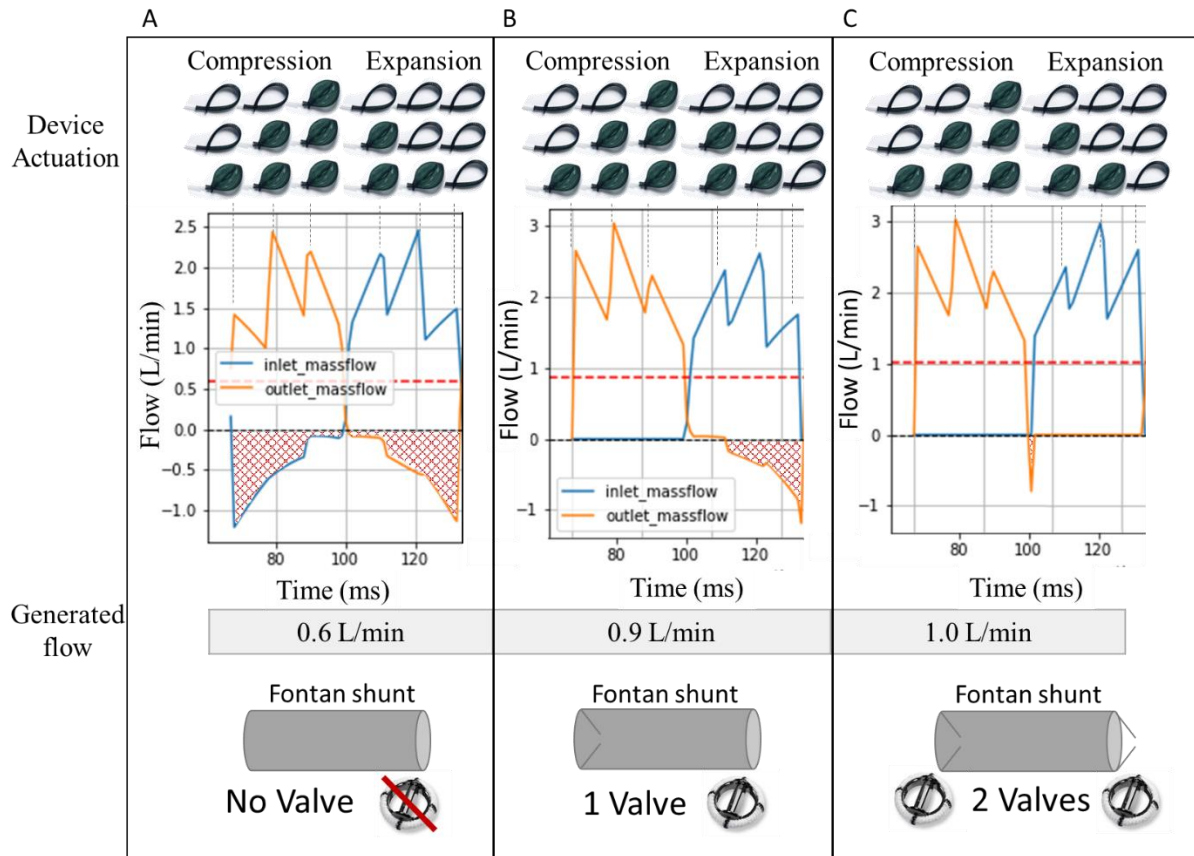 A
B
C
Compression Expansion
Compression Expansion
Compression Expansion
Device
Actuation
Flow (L/min)
2.5
2.0
1.5
1.0
0.5
0.0
−0.5
−1.0
inlet_massflow
outlet_massflow
80
100
120
Time (ms)
Flow (L/min)
3
2
1
0
−1
inlet_massflow
outlet_massflow
80
100
120
Time (ms)
Flow (L/min)
3
2
1
0
−1
80
100
120
Time (ms)
Generated
flow
0.6 L/min
0.9 L/min
1.0 L/min
Fontan shunt
Fontan shunt
Fontan shunt
No Valve
1 Valve
2 Valves